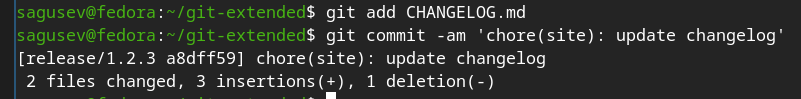 sagusev@fedora:~/git-extended$ git add CHANGELOG.md
sagusev@fedora:~/git-extended$ git commit -am 'chore(site): update changelog'
[release/1.2.3 a8dff59] chore(site): update changelog
 2 files changed, 3 insertions(+), 1 deletion(-)
sagusev@fedora:~/git-extended$